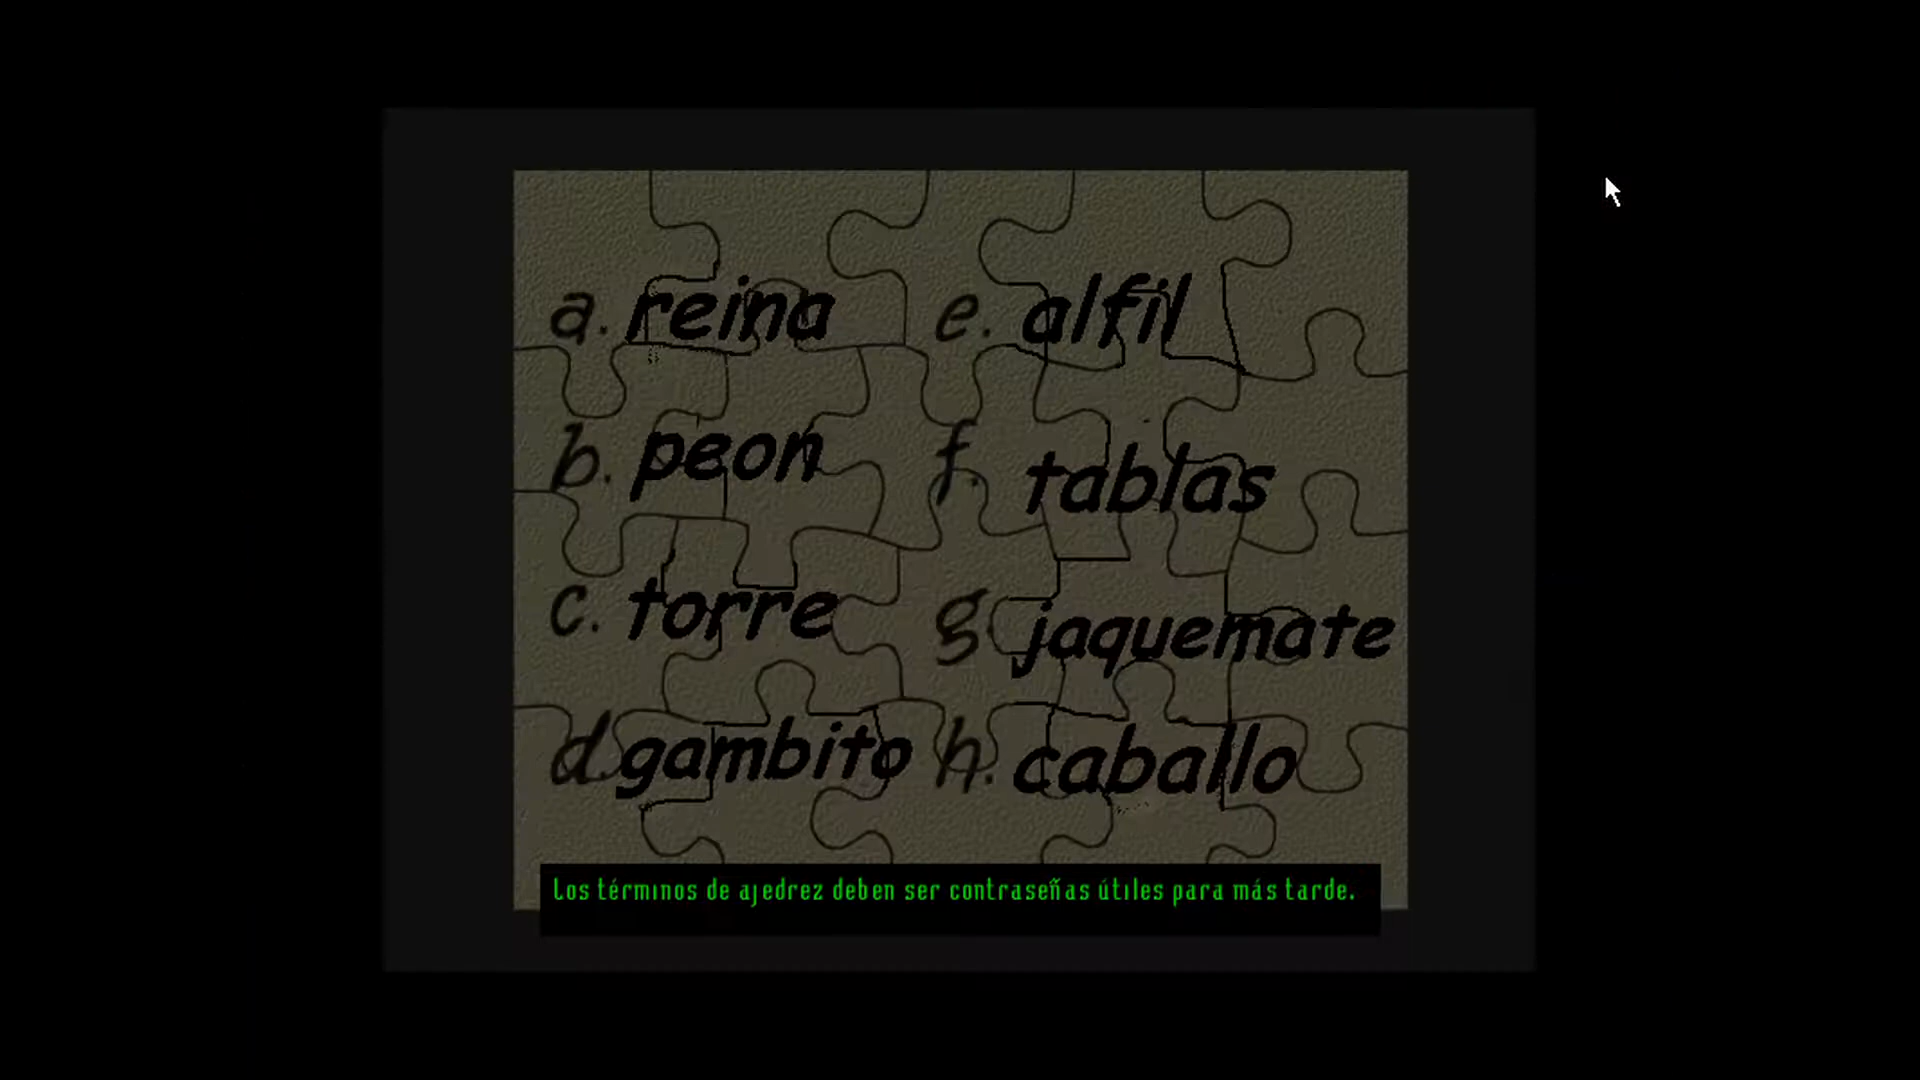 a. reina
b. peon
c. torre
d. gambito
e. alfil
f. tablas
g. jaquemate
h. caballo
Los términos de ajedrez deben ser contraseñas útiles para más tarde.